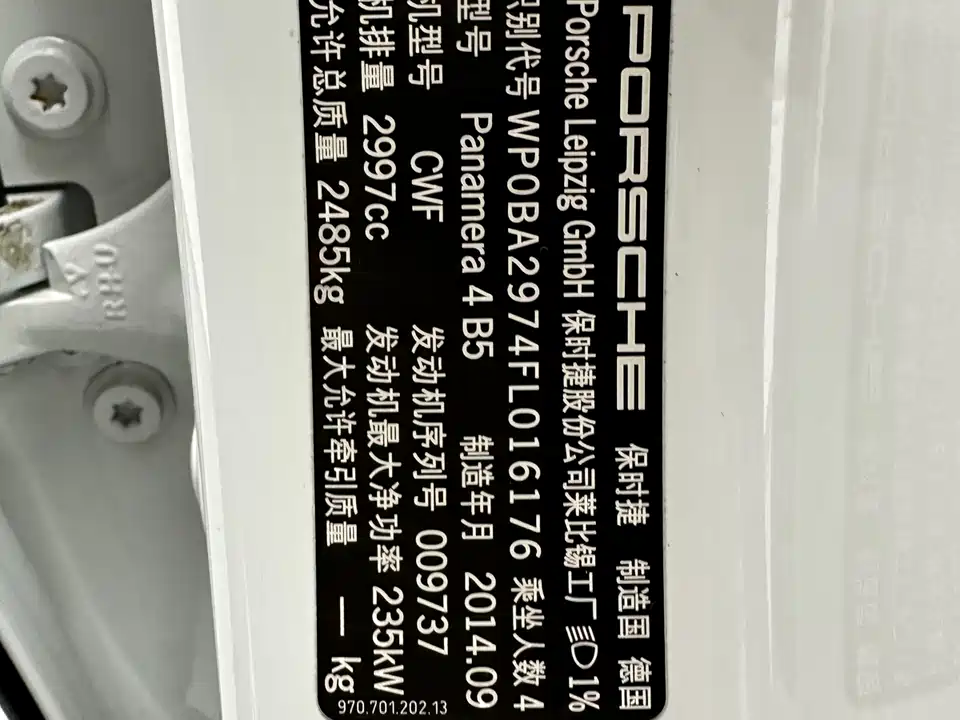 PORSCHE 保时捷 制造国 德国
Porsche Leipzig GmbH 保时捷股份公司莱比锡工厂 1%
识别代号 WP0BA2974FL016176 乘坐人数 4
型号 Panamera 4 B5 制造年月 2014.09
机型号 CWF 发动机序列号 009737
机排量 2997cc 发动机最大净功率 235kW
允许总质量 2485kg 最大允许牵引质量 — kg
970.701.202.13